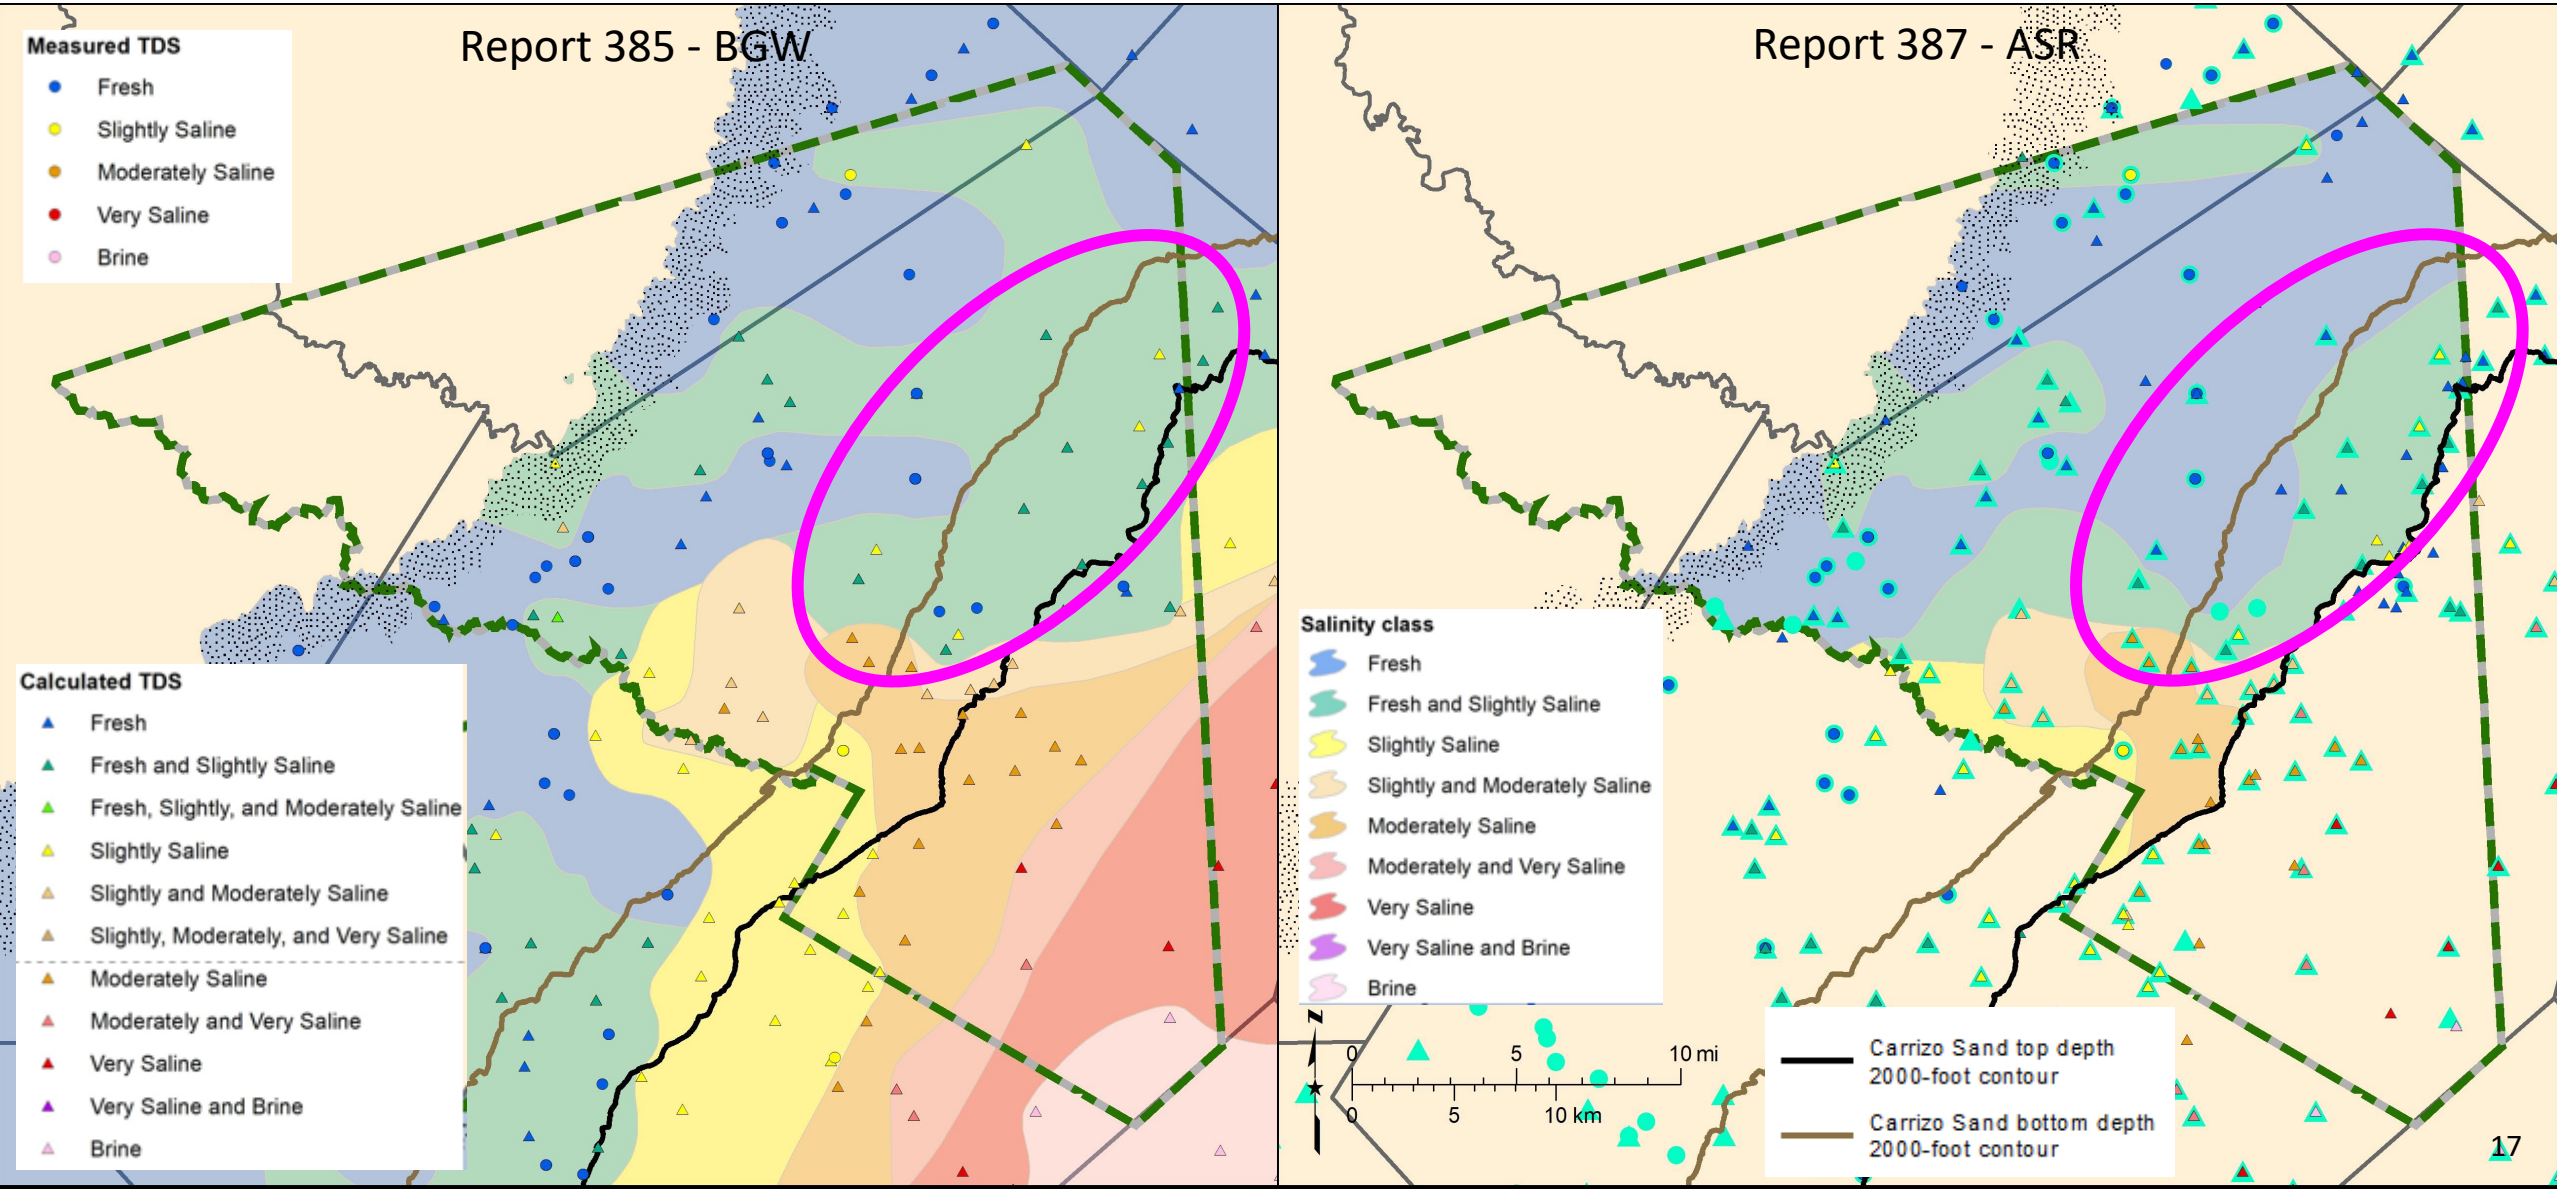 Report 385 - BGW
Measured TDS
Fresh
Slightly Saline
Moderately Saline
Very Saline
Brine
Calculated TDS
Fresh
Fresh and Slightly Saline
Fresh, Slightly, and Moderately Saline
Slightly Saline
Slightly and Moderately Saline
Slightly, Moderately, and Very Saline
Moderately Saline
Moderately and Very Saline
Very Saline
Very Saline and Brine
Brine
Report 387 - ASR
Salinity class
Fresh
Fresh and Slightly Saline
Slightly Saline
Slightly and Moderately Saline
Moderately Saline
Moderately and Very Saline
Very Saline
Very Saline and Brine
Brine
N
0 5 10 mi
0 5 10 km
Carrizo Sand top depth
2000-foot contour
Carrizo Sand bottom depth
2000-foot contour
17